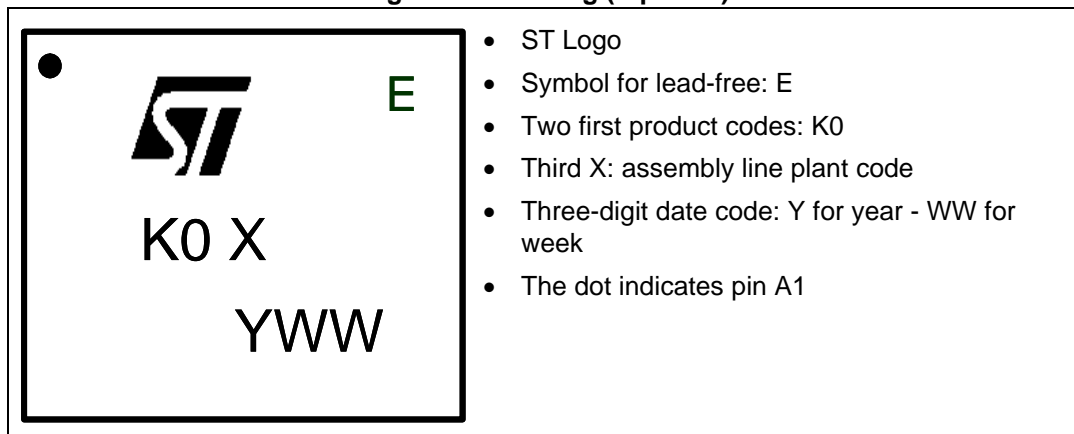 E
ST
K0 X
YWW
• ST Logo
• Symbol for lead-free: E
• Two first product codes: K0
• Third X: assembly line plant code
• Three-digit date code: Y for year - WW for
week
• The dot indicates pin A1